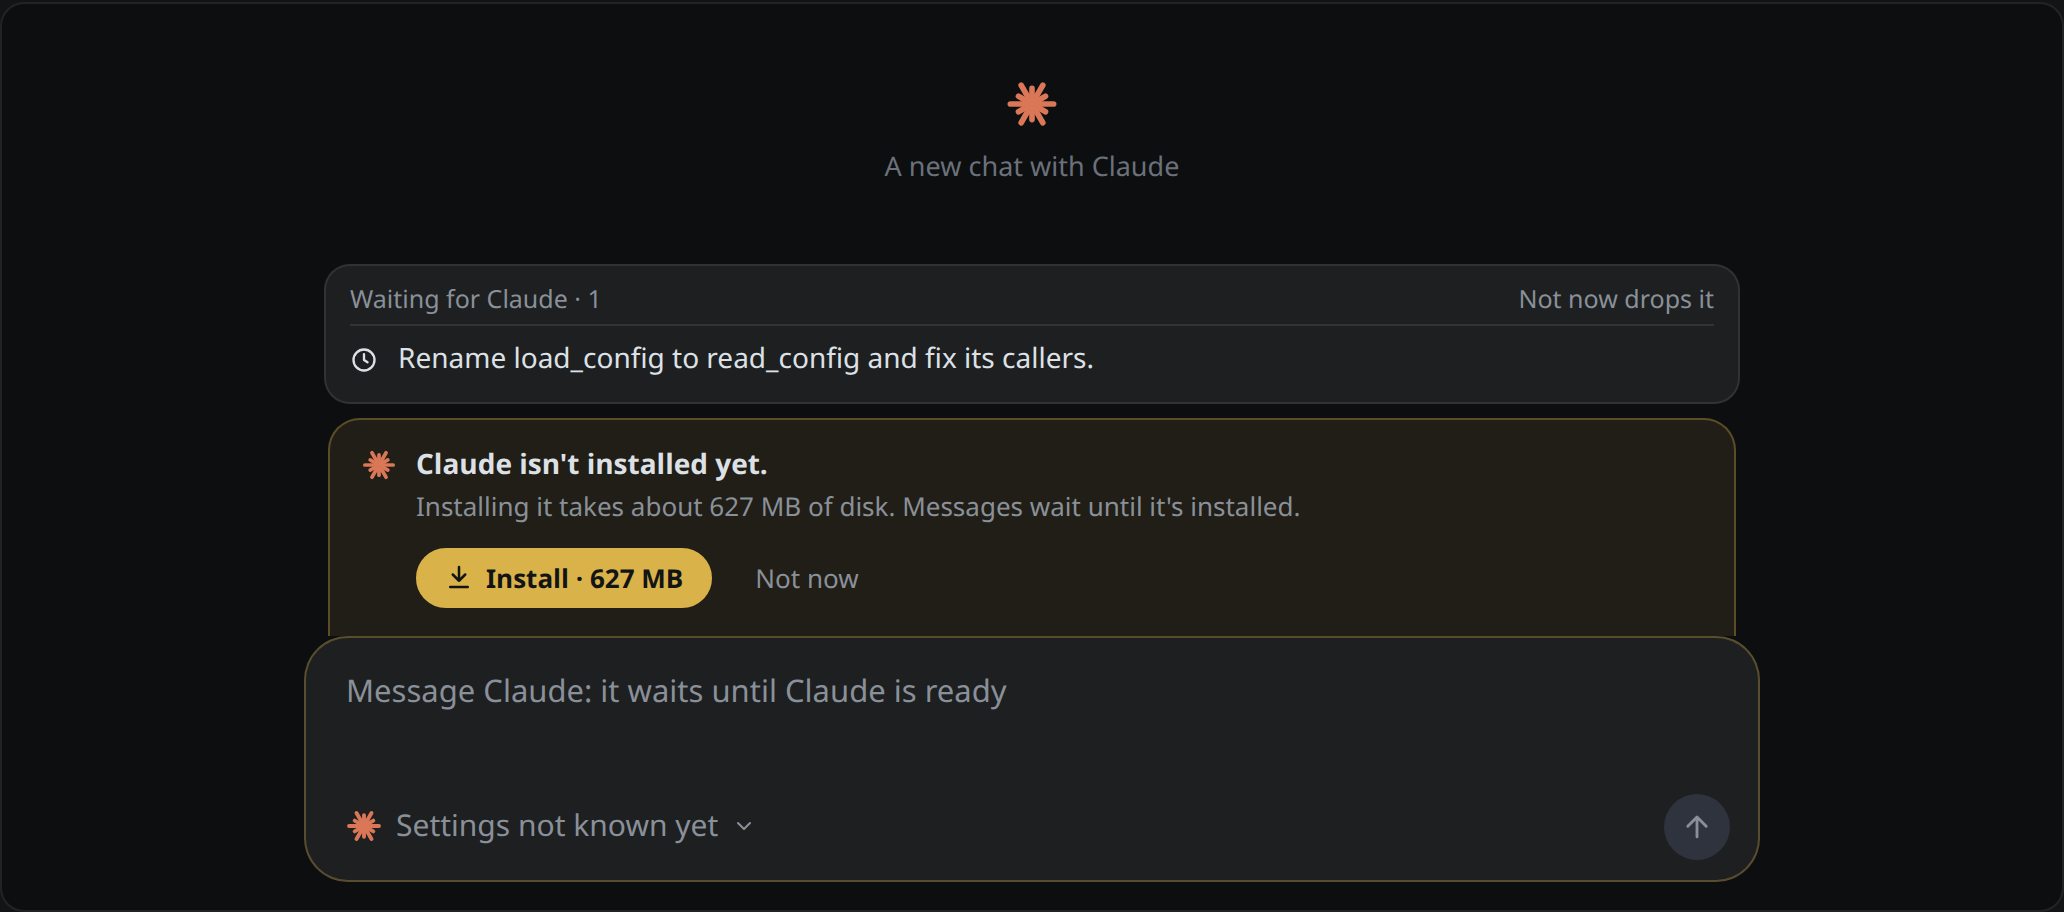 A new chat with Claude
Waiting for Claude · 1
Not now drops it
Rename load_config to read_config and fix its callers.
Claude isn't installed yet.
Installing it takes about 627 MB of disk. Messages wait until it's installed.
Install · 627 MB
Not now
Message Claude: it waits until Claude is ready
Settings not known yet